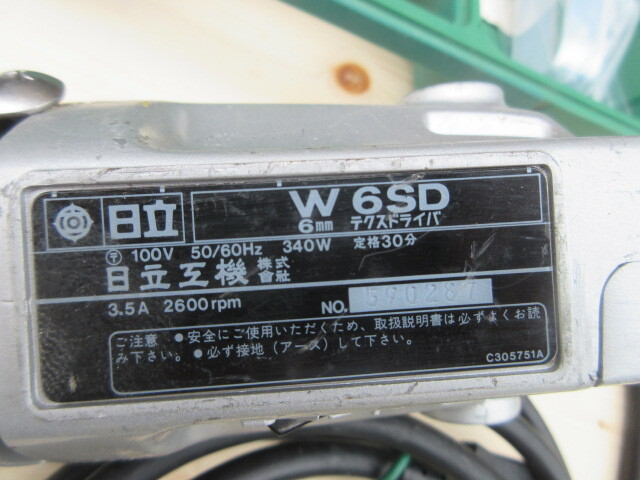 日立 W 6SD
6mm テクスドライバ
〒 100V 50/60Hz 340W 定格30分
日立工機 株式会社
3.5A 2600rpm NO. 590287
ご注意 ●安全にご使用いただくため、取扱説明書は必ずよくお読
み下さい。 ●必ず接地(アース)して下さい。
C305751A